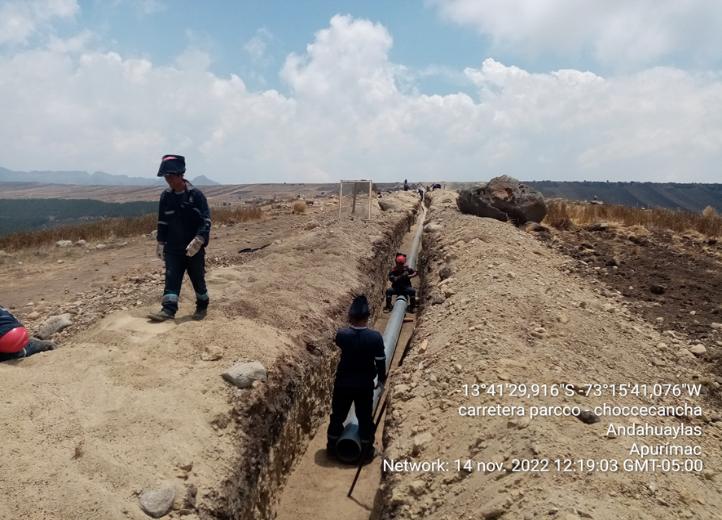 -13°41'29,916"S -73°15'41,076"W
carretera parcco - choccecancha
Andahuaylas
Apurímac
Network: 14 nov. 2022 12:19:03 GMT-05:00